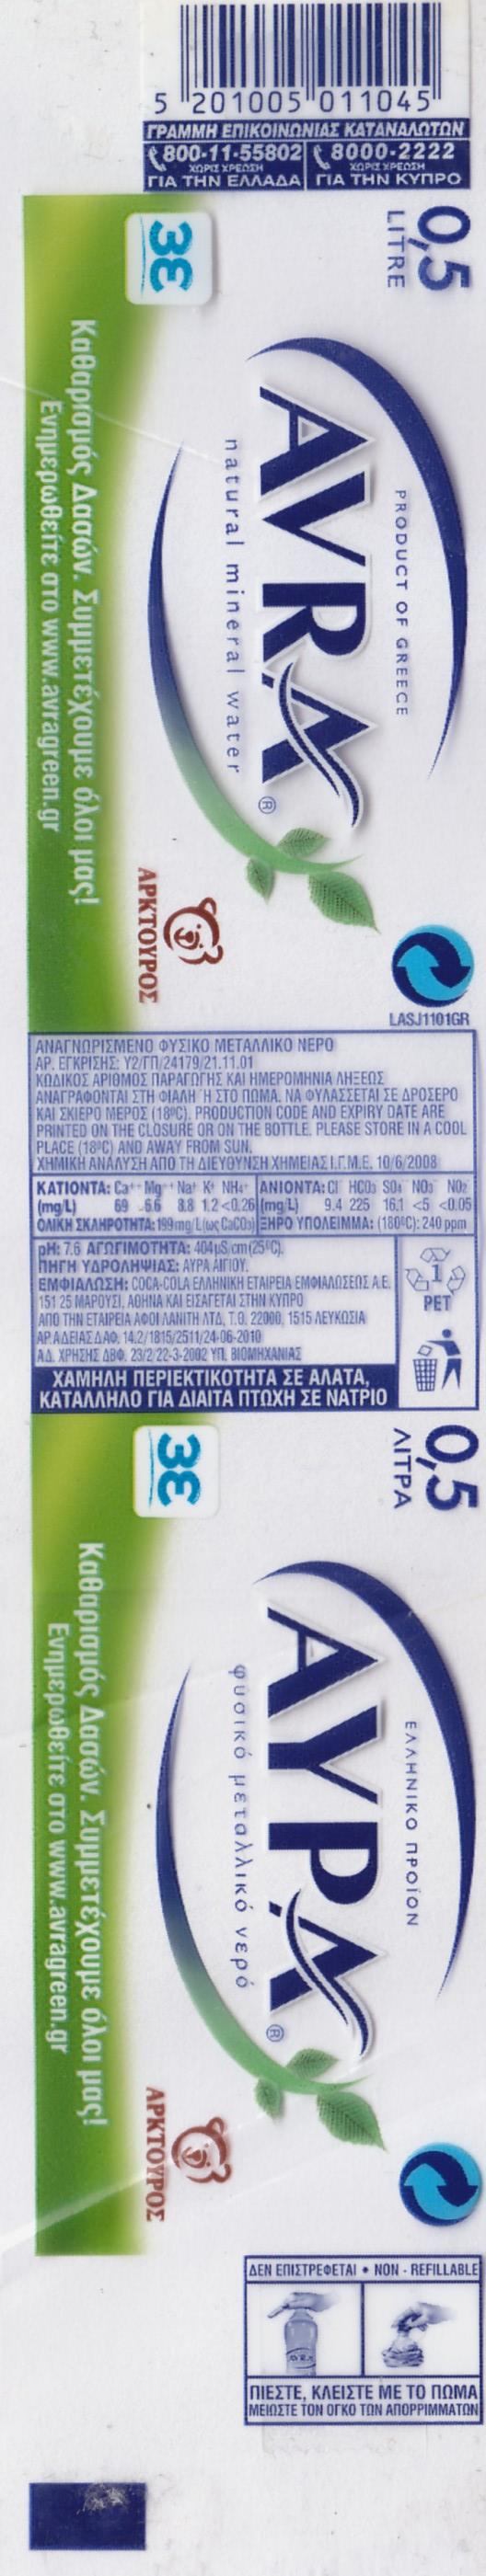 5 201005 011045
ΓΡΑΜΜΗ ΕΠΙΚΟΙΝΩΝΙΑΣ ΚΑΤΑΝΑΛΩΤΩΝ
800-11-55802 8000-2222
ΧΩΡΙΣ ΧΡΕΩΣΗ ΧΩΡΙΣ ΧΡΕΩΣΗ
ΓΙΑ ΤΗΝ ΕΛΛΑΔΑ ΓΙΑ ΤΗΝ ΚΥΠΡΟ
0,5
LITRE
3Ε
PRODUCT OF GREECE
AVRA®
natural mineral water
Καθαρισμός Δασών. Συμμετέχουμε όλοι μας!
Ενημερωθείτε στο www.avragreen.gr
ΑΡΚΤΟΥΡΟΣ
LASJ1101GR
ΑΝΑΓΝΩΡΙΣΜΕΝΟ ΦΥΣΙΚΟ ΜΕΤΑΛΛΙΚΟ ΝΕΡΟ
ΑΡ. ΕΓΚΡΙΣΗΣ: Υ2/ΓΠ/24179/21.11.01
ΚΩΔΙΚΟΣ ΑΡΙΘΜΟΣ ΠΑΡΑΓΩΓΗΣ ΚΑΙ ΗΜΕΡΟΜΗΝΙΑ ΛΗΞΕΩΣ
ΑΝΑΓΡΑΦΟΝΤΑΙ ΣΤΗ ΦΙΑΛΗ Ή ΣΤΟ ΠΩΜΑ. ΝΑ ΦΥΛΑΣΣΕΤΑΙ ΣΕ ΔΡΟΣΕΡΟ
ΚΑΙ ΣΚΙΕΡΟ ΜΕΡΟΣ (18ºC). PRODUCTION CODE AND EXPIRY DATE ARE
PRINTED ON THE CLOSURE OR ON THE BOTTLE. PLEASE STORE IN A COOL
PLACE (18ºC) AND AWAY FROM SUN.
ΧΗΜΙΚΗ ΑΝΑΛΥΣΗ ΑΠΟ ΤΗ ΔΙΕΥΘΥΝΣΗ ΧΗΜΕΙΑΣ Ι.Γ.Μ.Ε. 10/6/2008
ΚΑΤΙΟΝΤΑ: Ca⁺⁺ Mg⁺⁺ Na⁺ K⁺ NH₄⁺ ΑΝΙΟΝΤΑ: Cl⁻ HCO₃⁻ SO₄⁻ NO₃⁻ NO₂⁻
(mg/L) 69 6.6 8.8 1.2 <0.26 (mg/L) 9.4 225 16.1 <5 <0.05
ΟΛΙΚΗ ΣΚΛΗΡΟΤΗΤΑ: 199 mg/L (ως CaCO₃) ΞΗΡΟ ΥΠΟΛΕΙΜΜΑ: (180ºC): 240 ppm
pH: 7.6 ΑΓΩΓΙΜΟΤΗΤΑ: 404μS/cm (25ºC).
ΠΗΓΗ ΥΔΡΟΛΗΨΙΑΣ: ΑΥΡΑ ΑΙΓΙΟΥ.
ΕΜΦΙΑΛΩΣΗ: COCA-COLA ΕΛΛΗΝΙΚΗ ΕΤΑΙΡΕΙΑ ΕΜΦΙΑΛΩΣΕΩΣ Α.Ε.
151 25 ΜΑΡΟΥΣΙ, ΑΘΗΝΑ ΚΑΙ ΕΙΣΑΓΕΤΑΙ ΣΤΗΝ ΚΥΠΡΟ
ΑΠΟ ΤΗΝ ΕΤΑΙΡΕΙΑ ΑΦΟΙ ΛΑΝΙΤΗ ΛΤΔ, Τ.Θ. 22000, 1515 ΛΕΥΚΩΣΙΑ
ΑΡ.ΑΔΕΙΑΣ ΔΑΦ. 14.2/1815/2511/24-06-2010
ΑΔ. ΧΡΗΣΗΣ ΔΒΦ. 23/2/22-3-2002 ΥΠ. ΒΙΟΜΗΧΑΝΙΑΣ
1
PET
ΧΑΜΗΛΗ ΠΕΡΙΕΚΤΙΚΟΤΗΤΑ ΣΕ ΑΛΑΤΑ,
ΚΑΤΑΛΛΗΛΟ ΓΙΑ ΔΙΑΙΤΑ ΠΤΩΧΗ ΣΕ ΝΑΤΡΙΟ
0,5
ΛΙΤΡΑ
3Ε
ΕΛΛΗΝΙΚΟ ΠΡΟΪΟΝ
ΑΥΡΑ®
φυσικό μεταλλικό νερό
Καθαρισμός Δασών. Συμμετέχουμε όλοι μας!
Ενημερωθείτε στο www.avragreen.gr
ΑΡΚΤΟΥΡΟΣ
ΔΕΝ ΕΠΙΣΤΡΕΦΕΤΑΙ • NON - REFILLABLE
ΠΙΕΣΤΕ, ΚΛΕΙΣΤΕ ΜΕ ΤΟ ΠΩΜΑ
ΜΕΙΩΣΤΕ ΤΟΝ ΟΓΚΟ ΤΩΝ ΑΠΟΡΡΙΜΜΑΤΩΝ